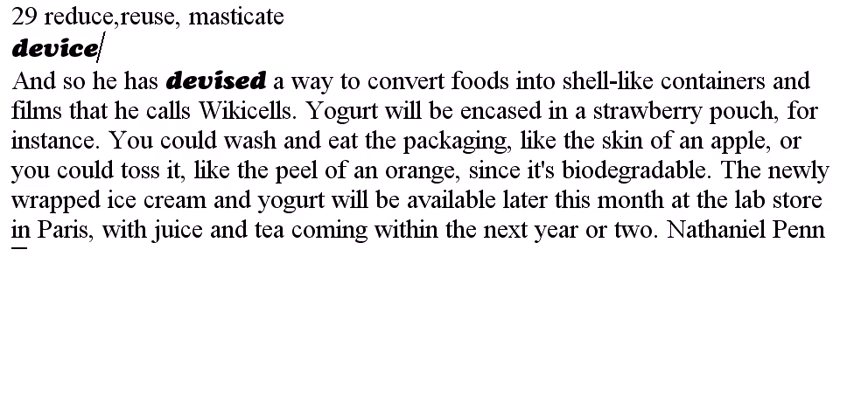 29 reduce,reuse, masticate
device/
And so he has devised a way to convert foods into shell-like containers and
films that he calls Wikicells. Yogurt will be encased in a strawberry pouch, for
instance. You could wash and eat the packaging, like the skin of an apple, or
you could toss it, like the peel of an orange, since it's biodegradable. The newly
wrapped ice cream and yogurt will be available later this month at the lab store
in Paris, with juice and tea coming within the next year or two. Nathaniel Penn